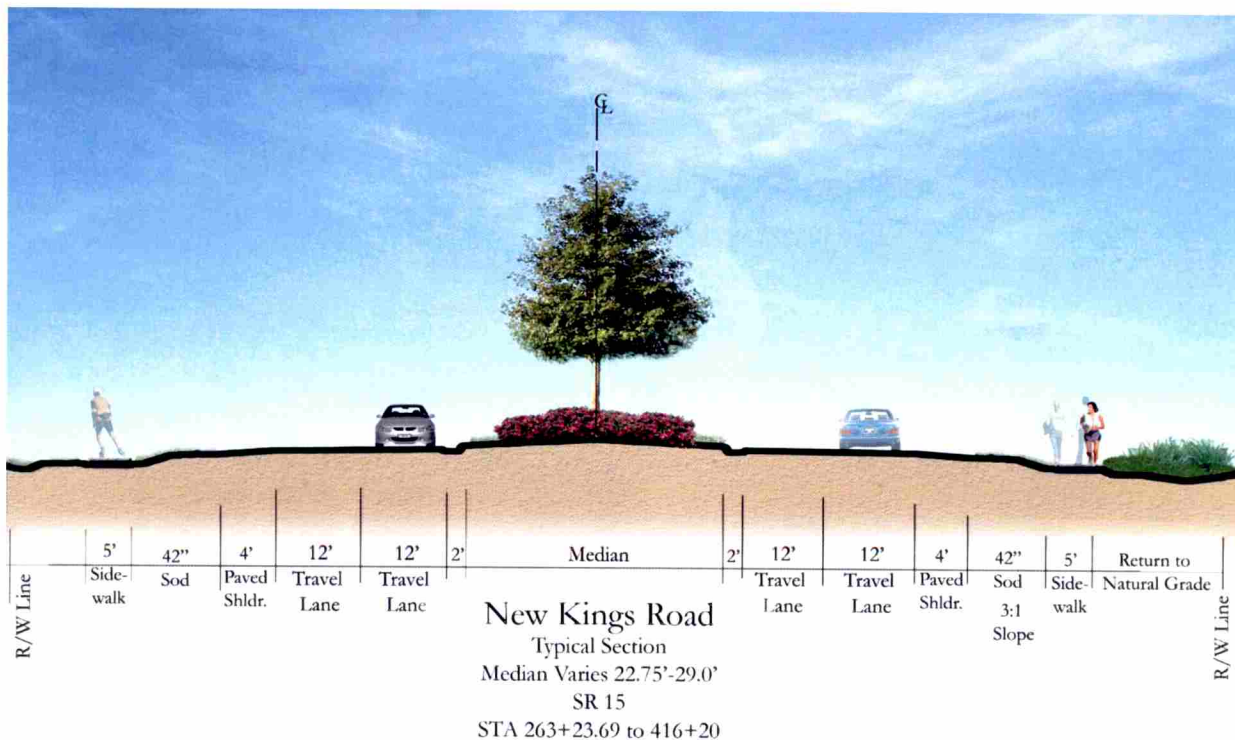 CL
5'
42"
4'
12'
12'
2'
Median
2'
12'
12'
4'
42"
5'
Return to
Side-
walk
Sod
Paved
Shldr.
Travel
Lane
Travel
Lane
Travel
Lane
Travel
Lane
Paved
Shldr.
Sod
3:1
Slope
Side-
walk
Natural Grade
R/W Line
R/W Line
New Kings Road
Typical Section
Median Varies 22.75'-29.0'
SR 15
STA 263+23.69 to 416+20